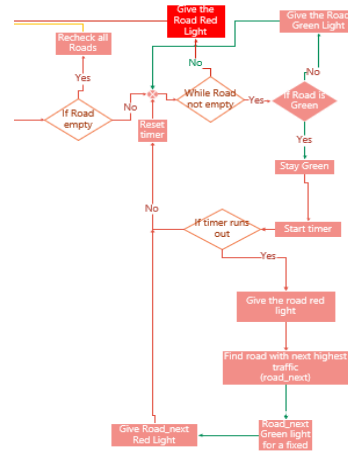 Give the
Road Red
Light
Give the Road
Green Light
Recheck all
Roads
No
No
Yes
If Road
empty
No
While Road
not empty
Yes
If Road is
Green
Reset
timer
Yes
Stay Green
No
If timer runs
out
Start timer
Yes
Give the road red
light
Find road with next highest
traffic
(road_next)
Give Road_next
Red Light
Road_next
Green light
for a fixed